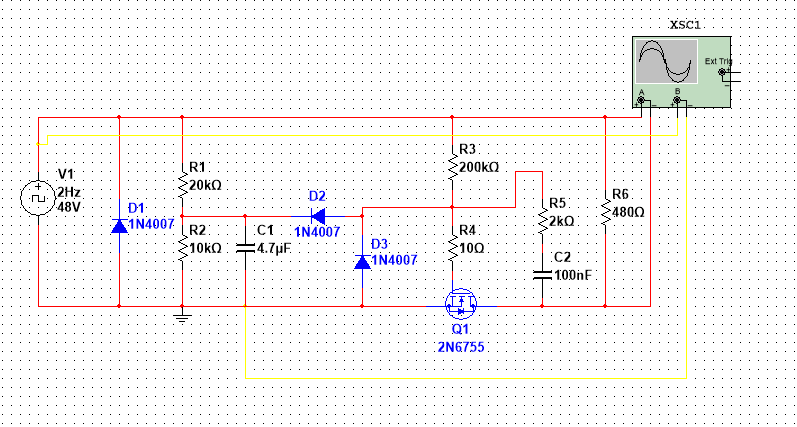 XSC1
Ext Trig
+
A
B
+
−
+
−
V1
2Hz
48V
D1
1N4007
R1
20kΩ
R2
10kΩ
C1
4.7µF
D2
1N4007
D3
1N4007
R3
200kΩ
R4
10Ω
R5
2kΩ
C2
100nF
R6
480Ω
Q1
2N6755